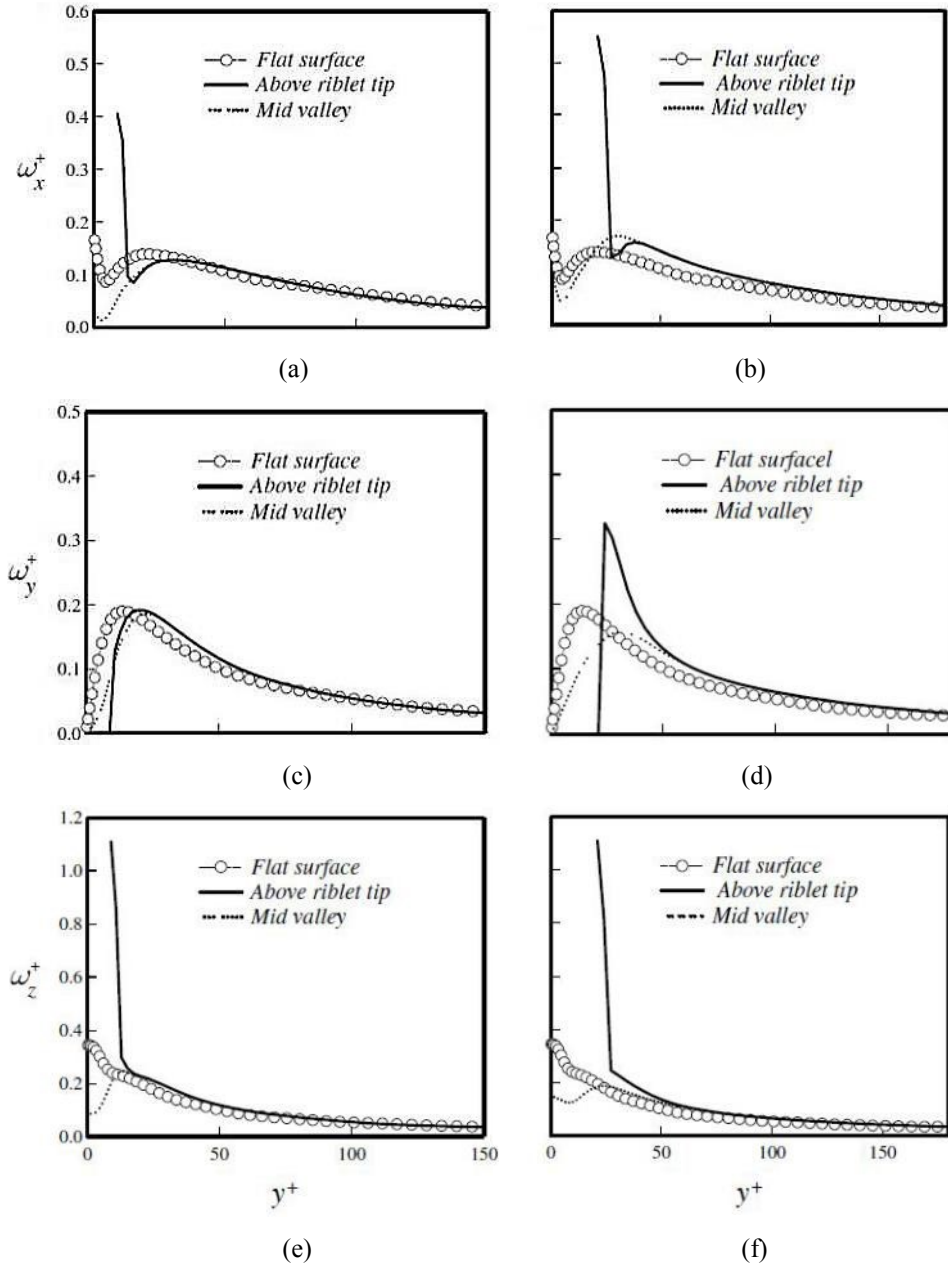 0.6
0.5
0.4
0.3
0.2
0.1
0.0
ω_x^+
Flat surface
Above riblet tip
Mid valley
(a)
Flat surface
Above riblet tip
Mid valley
(b)
0.5
0.4
0.3
0.2
0.1
0.0
ω_y^+
Flat surface
Above riblet tip
Mid valley
(c)
Flat surfacel
Above riblet tip
Mid valley
(d)
1.2
1.0
0.8
0.6
0.4
0.2
0.0
ω_z^+
Flat surface
Above riblet tip
Mid valley
0 50 100 150
y^+
(e)
Flat surface
Above riblet tip
Mid valley
0 50 100 150
y^+
(f)